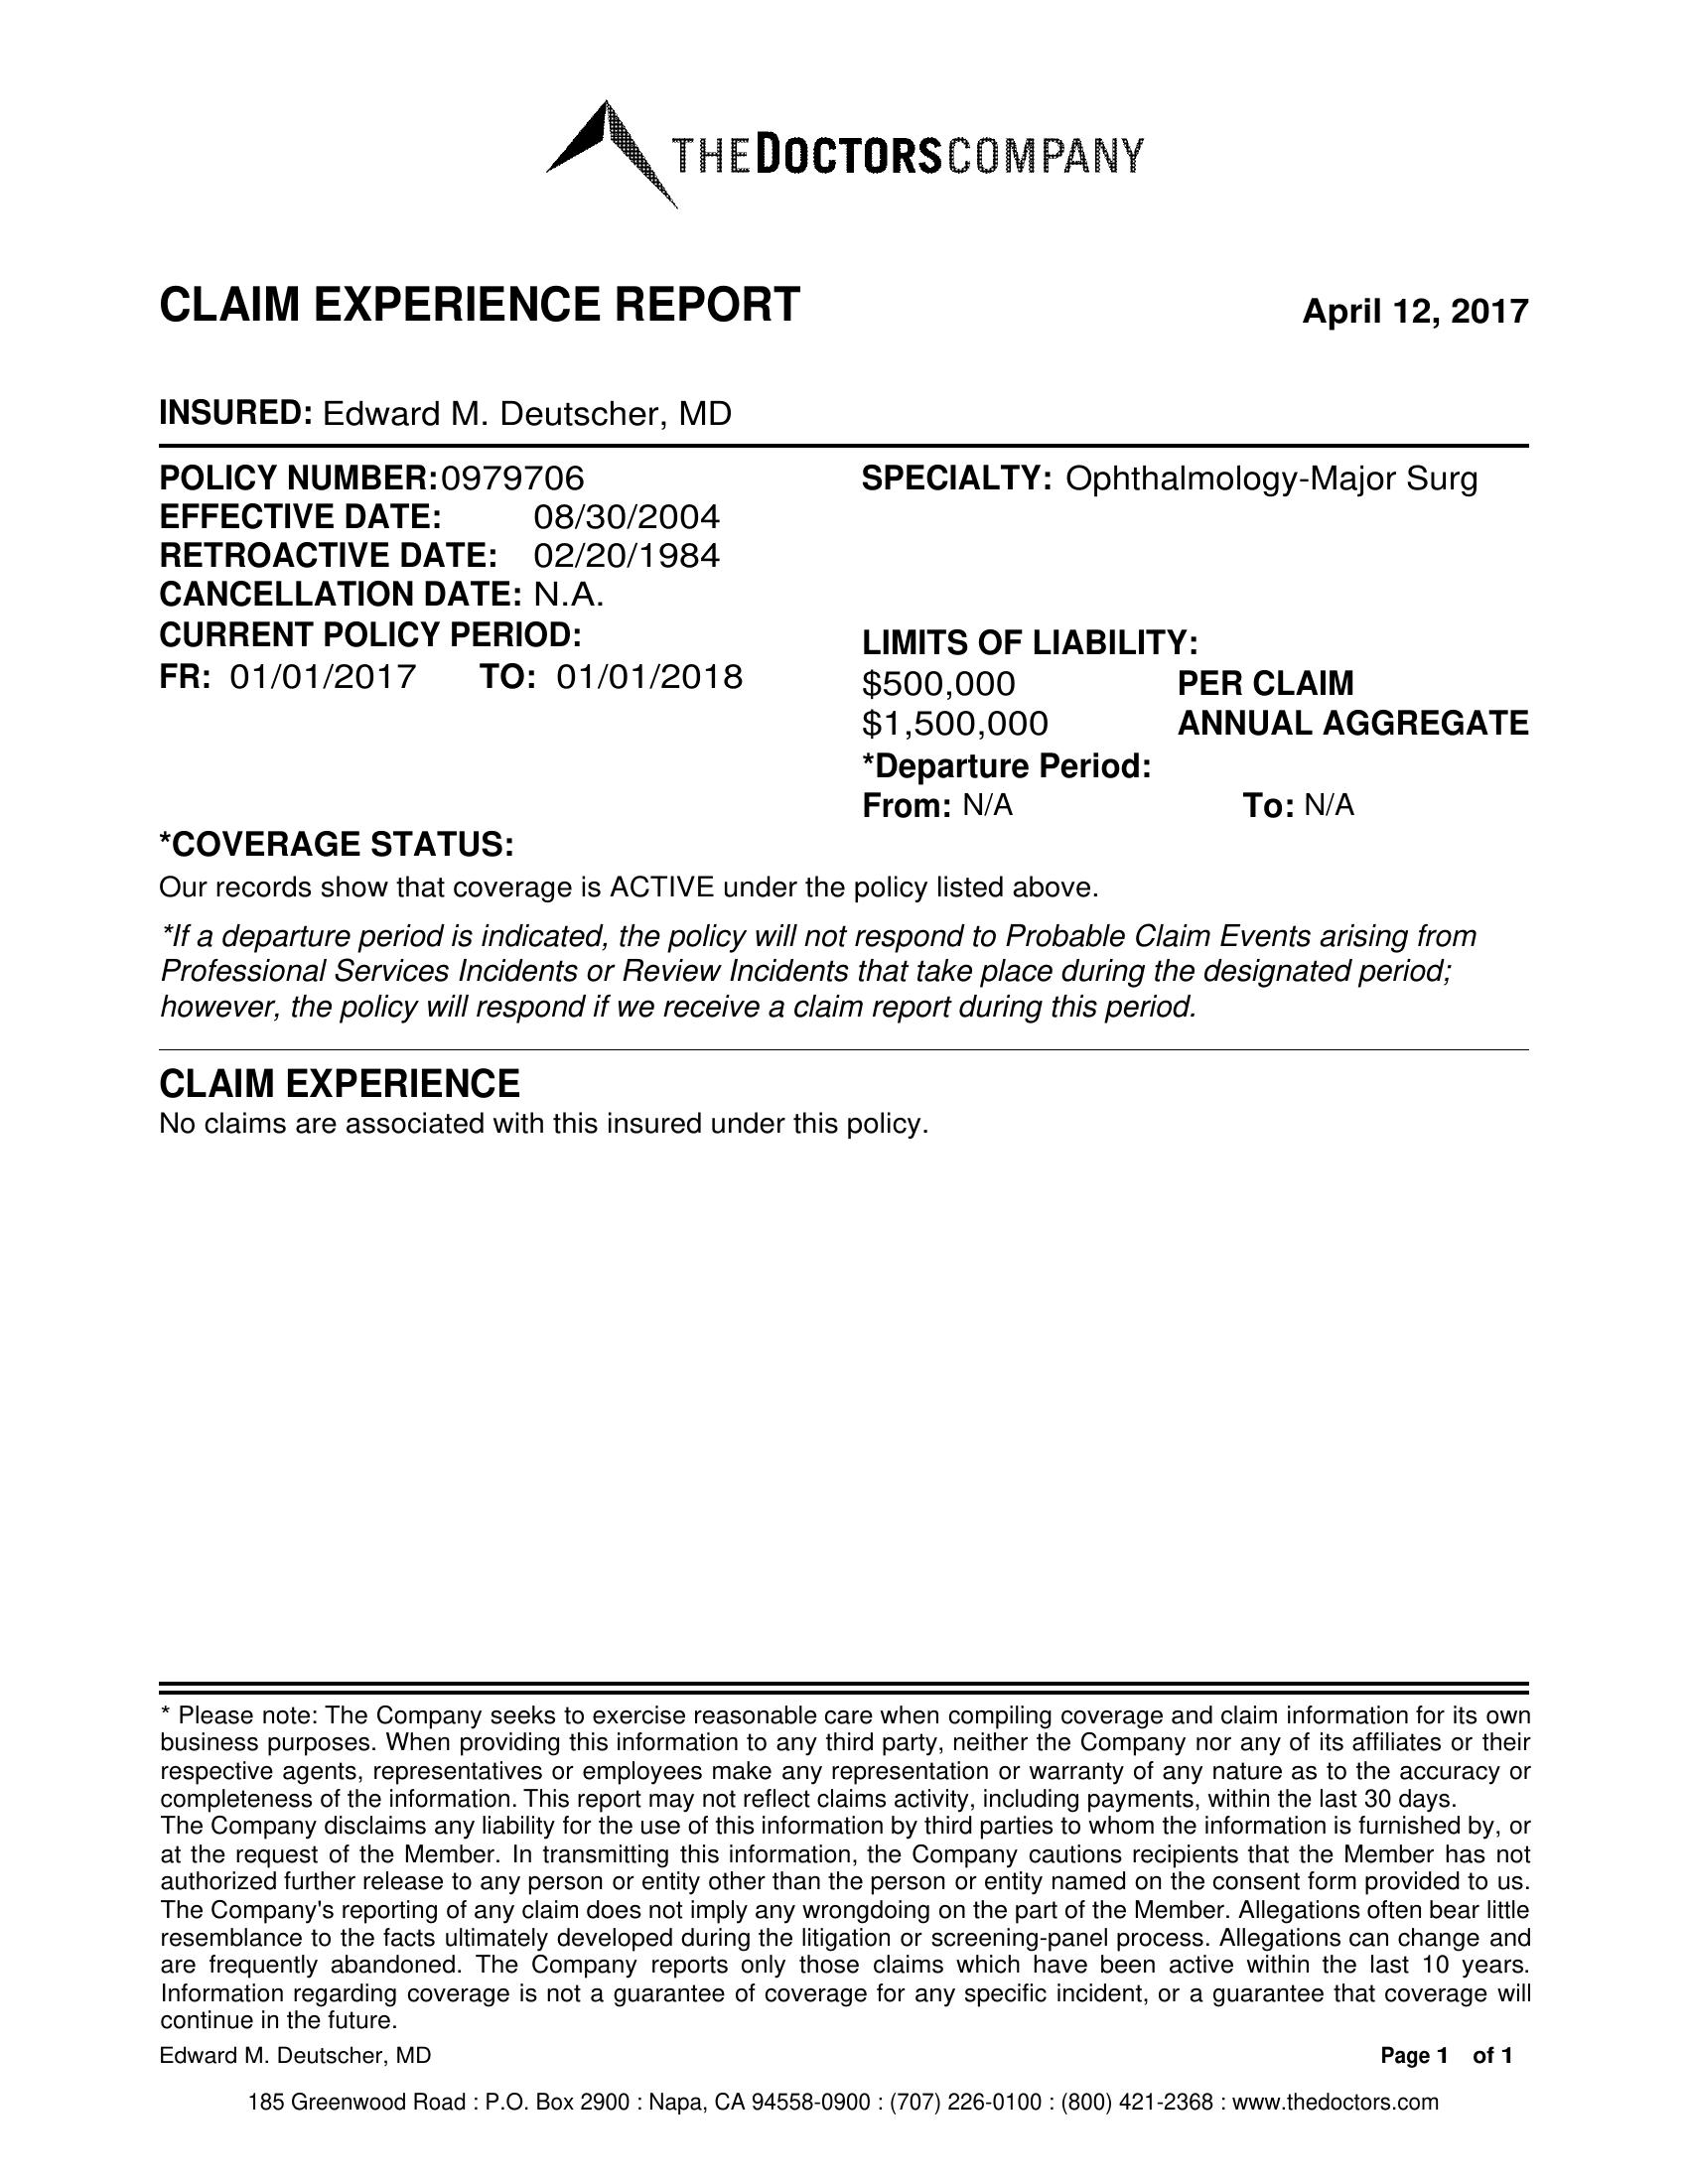 THEDOCTORSCOMPANY
CLAIM EXPERIENCE REPORT April 12, 2017
INSURED: Edward M. Deutscher, MD
POLICY NUMBER:0979706 SPECIALTY: Ophthalmology-Major Surg
EFFECTIVE DATE: 08/30/2004
RETROACTIVE DATE: 02/20/1984
CANCELLATION DATE: N.A.
CURRENT POLICY PERIOD:
FR: 01/01/2017 TO: 01/01/2018
LIMITS OF LIABILITY:
$500,000 PER CLAIM
$1,500,000 ANNUAL AGGREGATE
*Departure Period:
From: N/A To: N/A
*COVERAGE STATUS:
Our records show that coverage is ACTIVE under the policy listed above.
*If a departure period is indicated, the policy will not respond to Probable Claim Events arising from
Professional Services Incidents or Review Incidents that take place during the designated period;
however, the policy will respond if we receive a claim report during this period.
CLAIM EXPERIENCE
No claims are associated with this insured under this policy.
* Please note: The Company seeks to exercise reasonable care when compiling coverage and claim information for its own
business purposes. When providing this information to any third party, neither the Company nor any of its affiliates or their
respective agents, representatives or employees make any representation or warranty of any nature as to the accuracy or
completeness of the information. This report may not reflect claims activity, including payments, within the last 30 days.
The Company disclaims any liability for the use of this information by third parties to whom the information is furnished by, or
at the request of the Member. In transmitting this information, the Company cautions recipients that the Member has not
authorized further release to any person or entity other than the person or entity named on the consent form provided to us.
The Company's reporting of any claim does not imply any wrongdoing on the part of the Member. Allegations often bear little
resemblance to the facts ultimately developed during the litigation or screening-panel process. Allegations can change and
are frequently abandoned. The Company reports only those claims which have been active within the last 10 years.
Information regarding coverage is not a guarantee of coverage for any specific incident, or a guarantee that coverage will
continue in the future.
Edward M. Deutscher, MD Page 1 of 1
185 Greenwood Road : P.O. Box 2900 : Napa, CA 94558-0900 : (707) 226-0100 : (800) 421-2368 : www.thedoctors.com